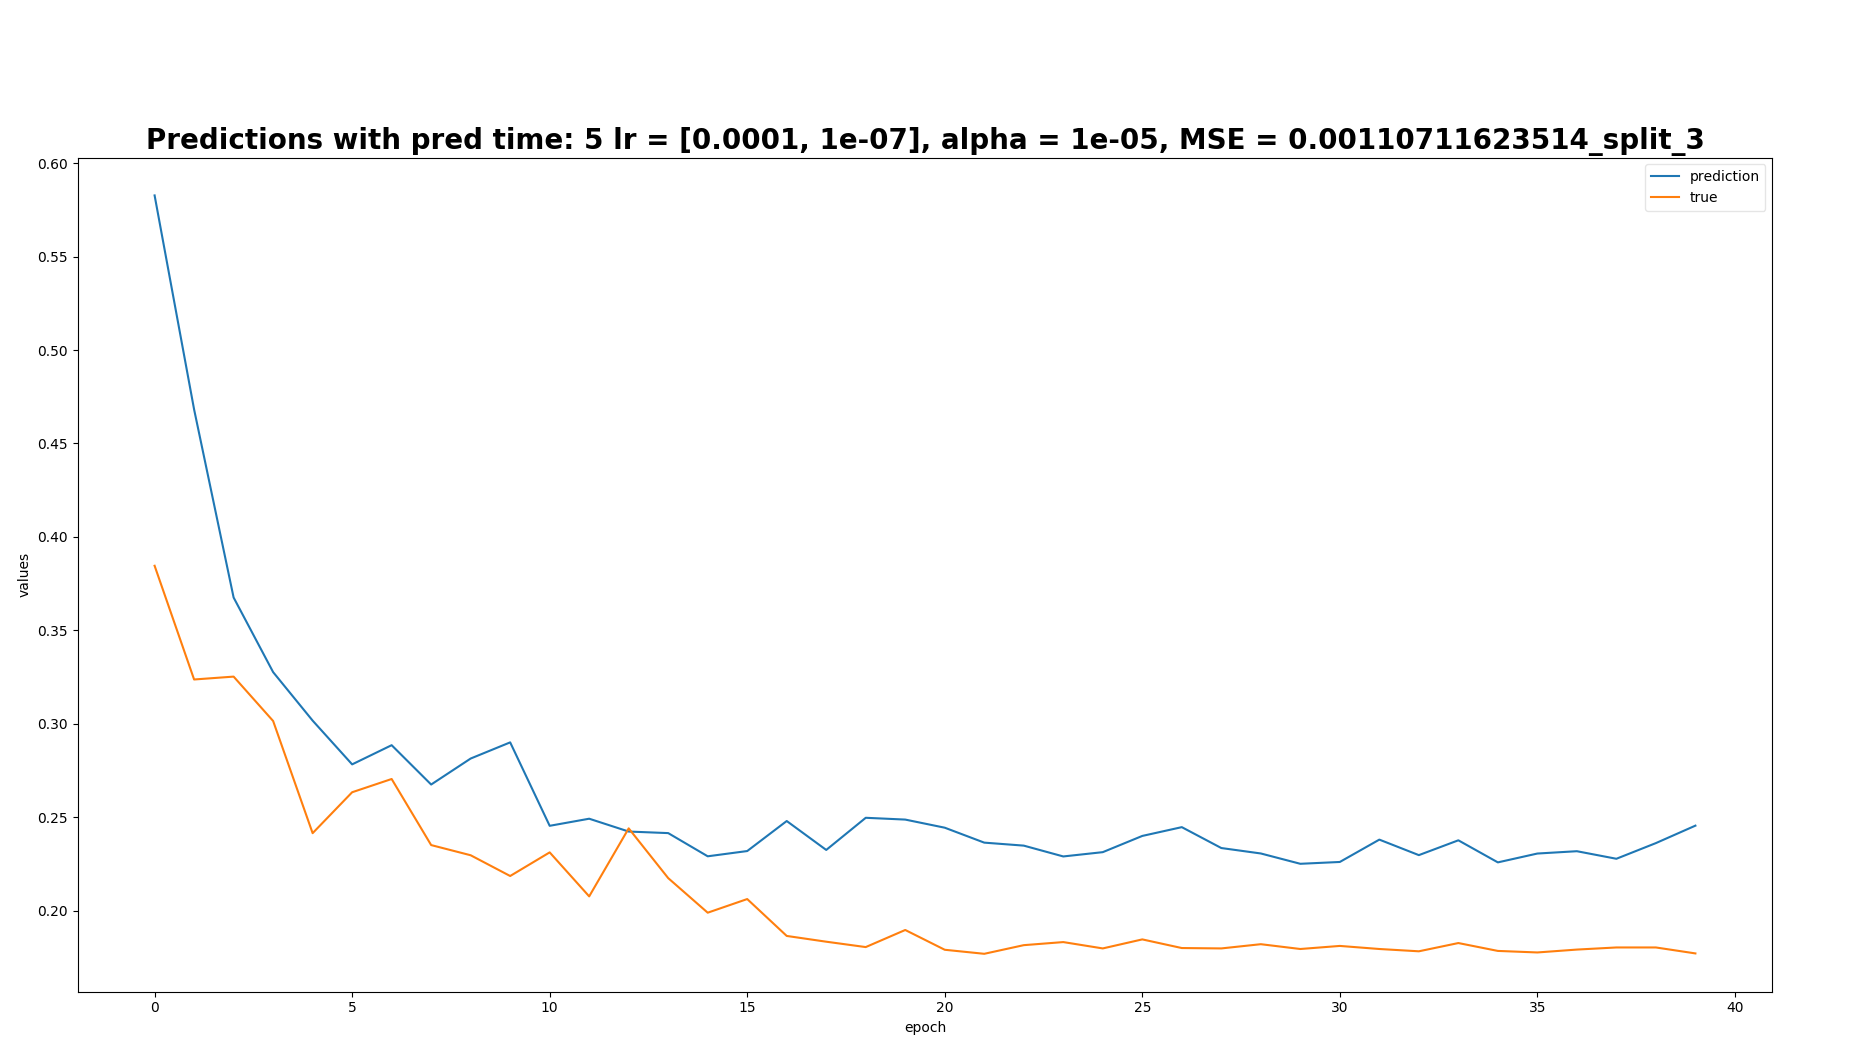 Predictions with pred time: 5 lr = [0.0001, 1e-07], alpha = 1e-05, MSE = 0.00110711623514_split_3
prediction
true
0.60
0.55
0.50
0.45
0.40
0.35
0.30
0.25
0.20
values
0 5 10 15 20 25 30 35 40
epoch